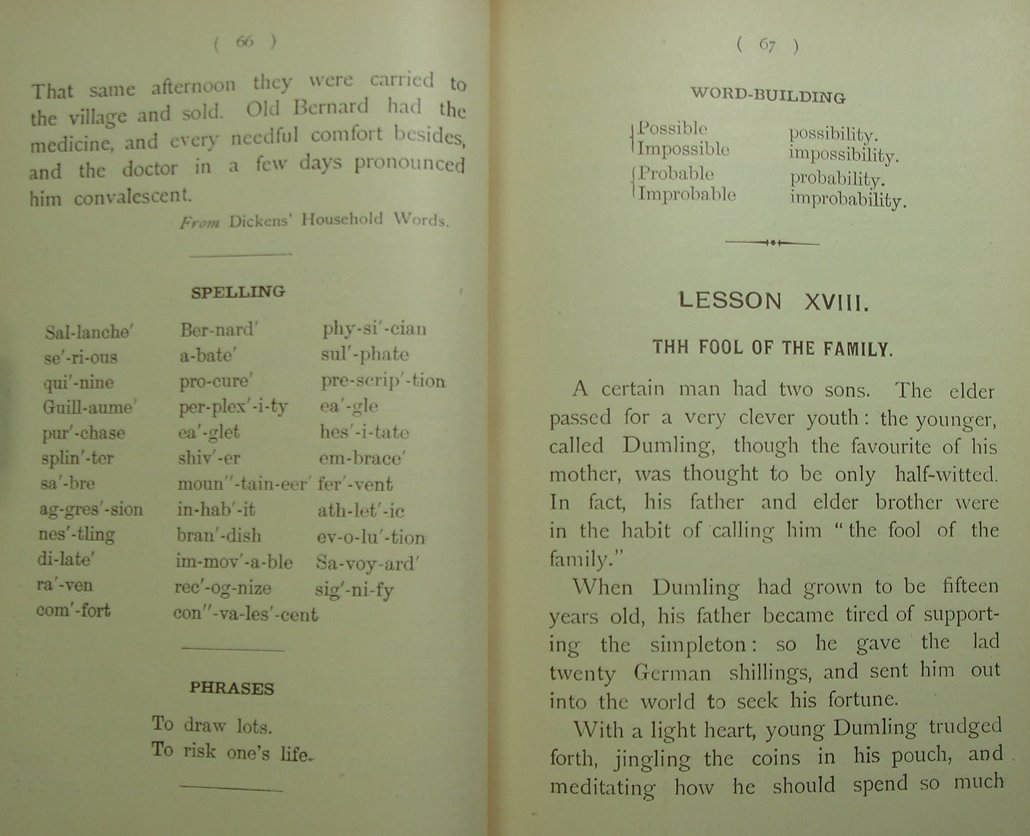 ( 66 )
That same afternoon they were carried to
the village and sold. Old Bernard had the
medicine, and every needful comfort besides,
and the doctor in a few days pronounced
him convalescent.
From Dickens' Household Words.
SPELLING
Sal-lanche′ Ber-nard′ phy-si′-cian
se′-ri-ous a-bate′ sul′-phate
qui′-nine pro-cure′ pre-scrip′-tion
Guill-aume′ per-plex′-i-ty ea′-gle
pur′-chase ea′-glet hes′-i-tate
splin′-ter shiv′-er em-brace′
sa′-bre moun″-tain-eer′ fer′-vent
ag-gres′-sion in-hab′-it ath-let′-ic
nes′-tling bran′-dish ev-o-lu′-tion
di-late′ im-mov′-a-ble Sa-voy-ard′
ra′-ven rec′-og-nize sig′-ni-fy
com′-fort con″-va-les′-cent
PHRASES
To draw lots.
To risk one's life.
( 67 )
WORD-BUILDING
Possible possibility.
Impossible impossibility.
Probable probability.
Improbable improbability.
LESSON XVIII.
THH FOOL OF THE FAMILY.
A certain man had two sons. The elder
passed for a very clever youth: the younger,
called Dumling, though the favourite of his
mother, was thought to be only half-witted.
In fact, his father and elder brother were
in the habit of calling him "the fool of the
family."
When Dumling had grown to be fifteen
years old, his father became tired of support-
ing the simpleton: so he gave the lad
twenty German shillings, and sent him out
into the world to seek his fortune.
With a light heart, young Dumling trudged
forth, jingling the coins in his pouch, and
meditating how he should spend so much